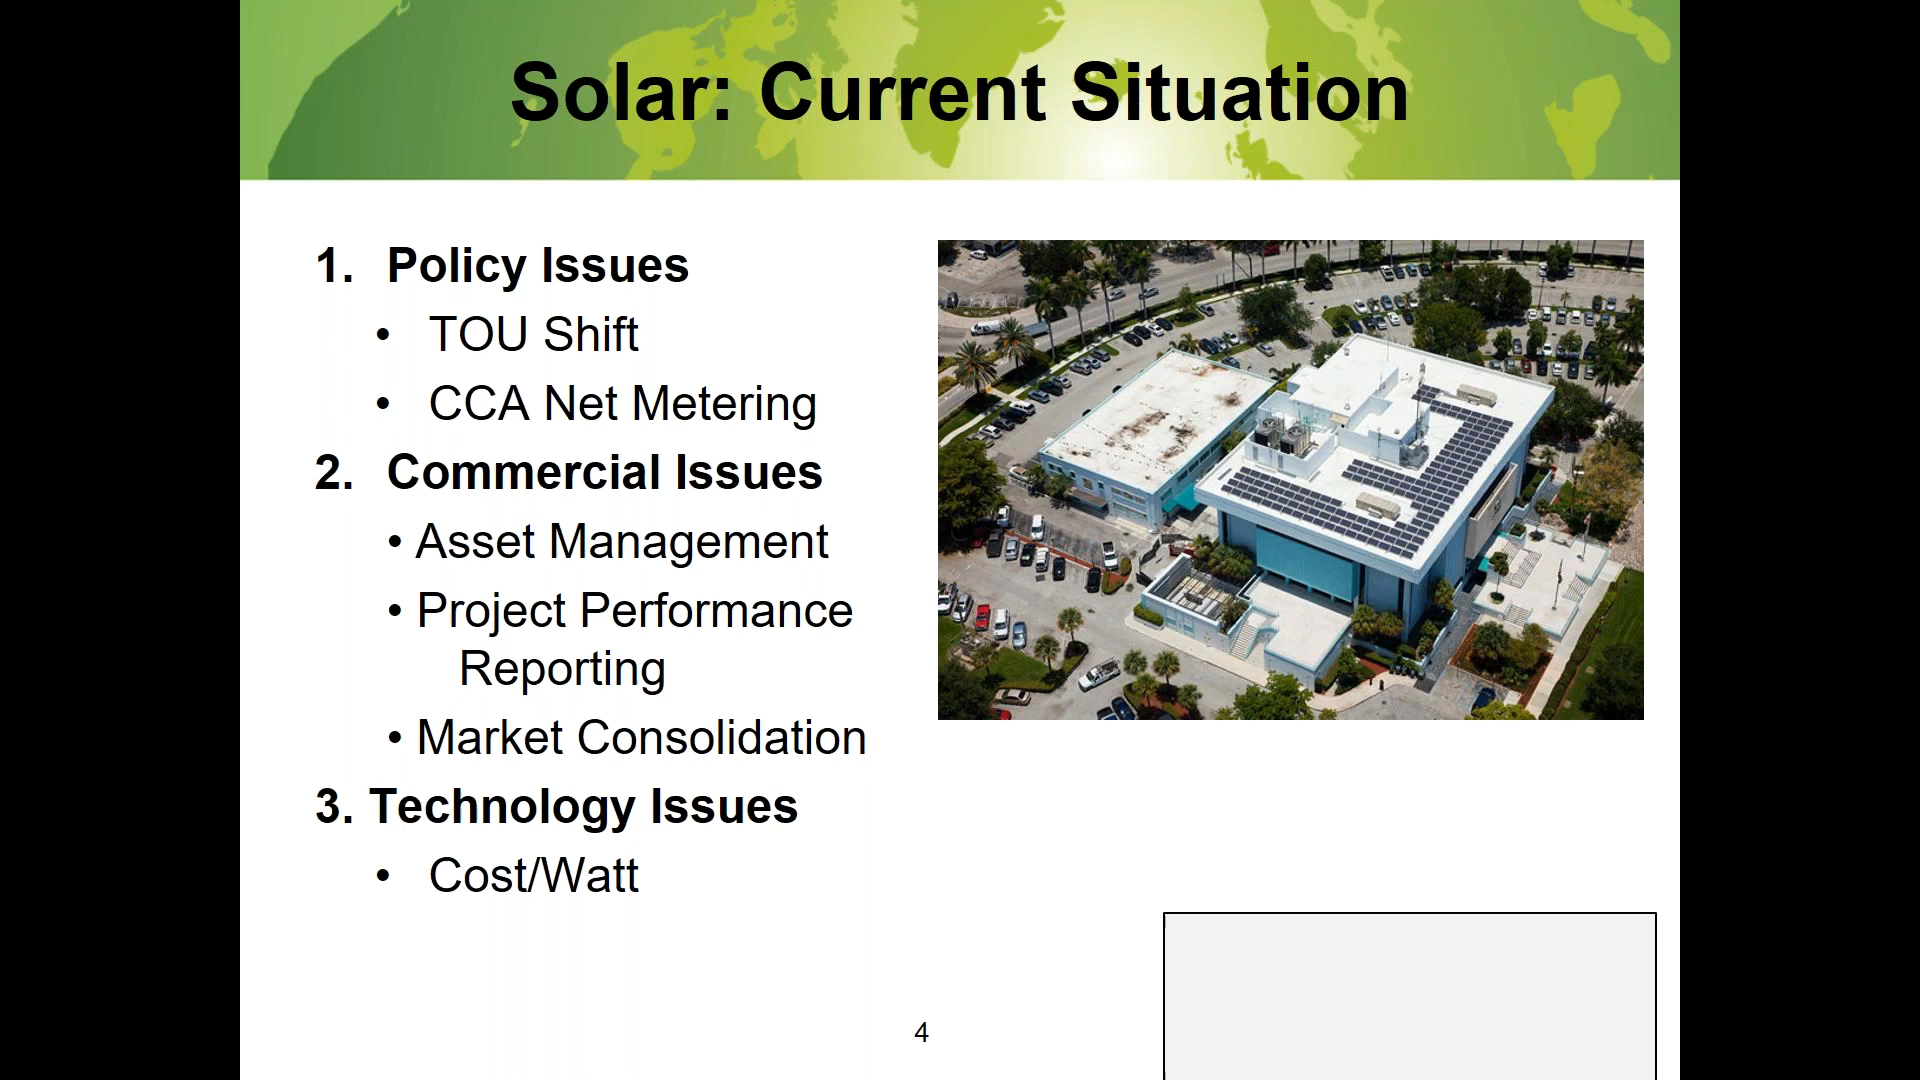 Solar: Current Situation
1. Policy Issues
• TOU Shift
• CCA Net Metering
2. Commercial Issues
• Asset Management
• Project Performance
Reporting
• Market Consolidation
3. Technology Issues
• Cost/Watt
4